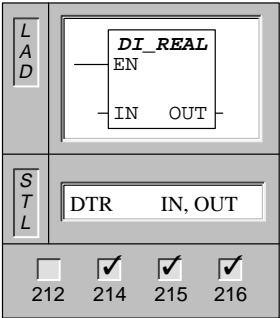 L
A
D
DI_REAL
EN
IN OUT
S
T
L
DTR IN, OUT
212 214 215 216